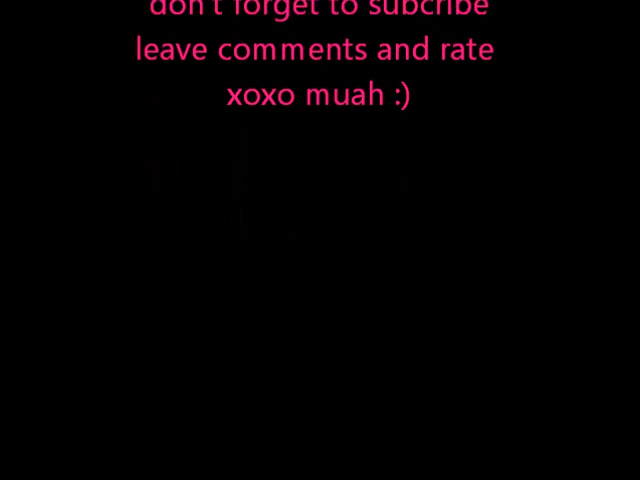 don't forget to subcribe
leave comments and rate
xoxo muah :)